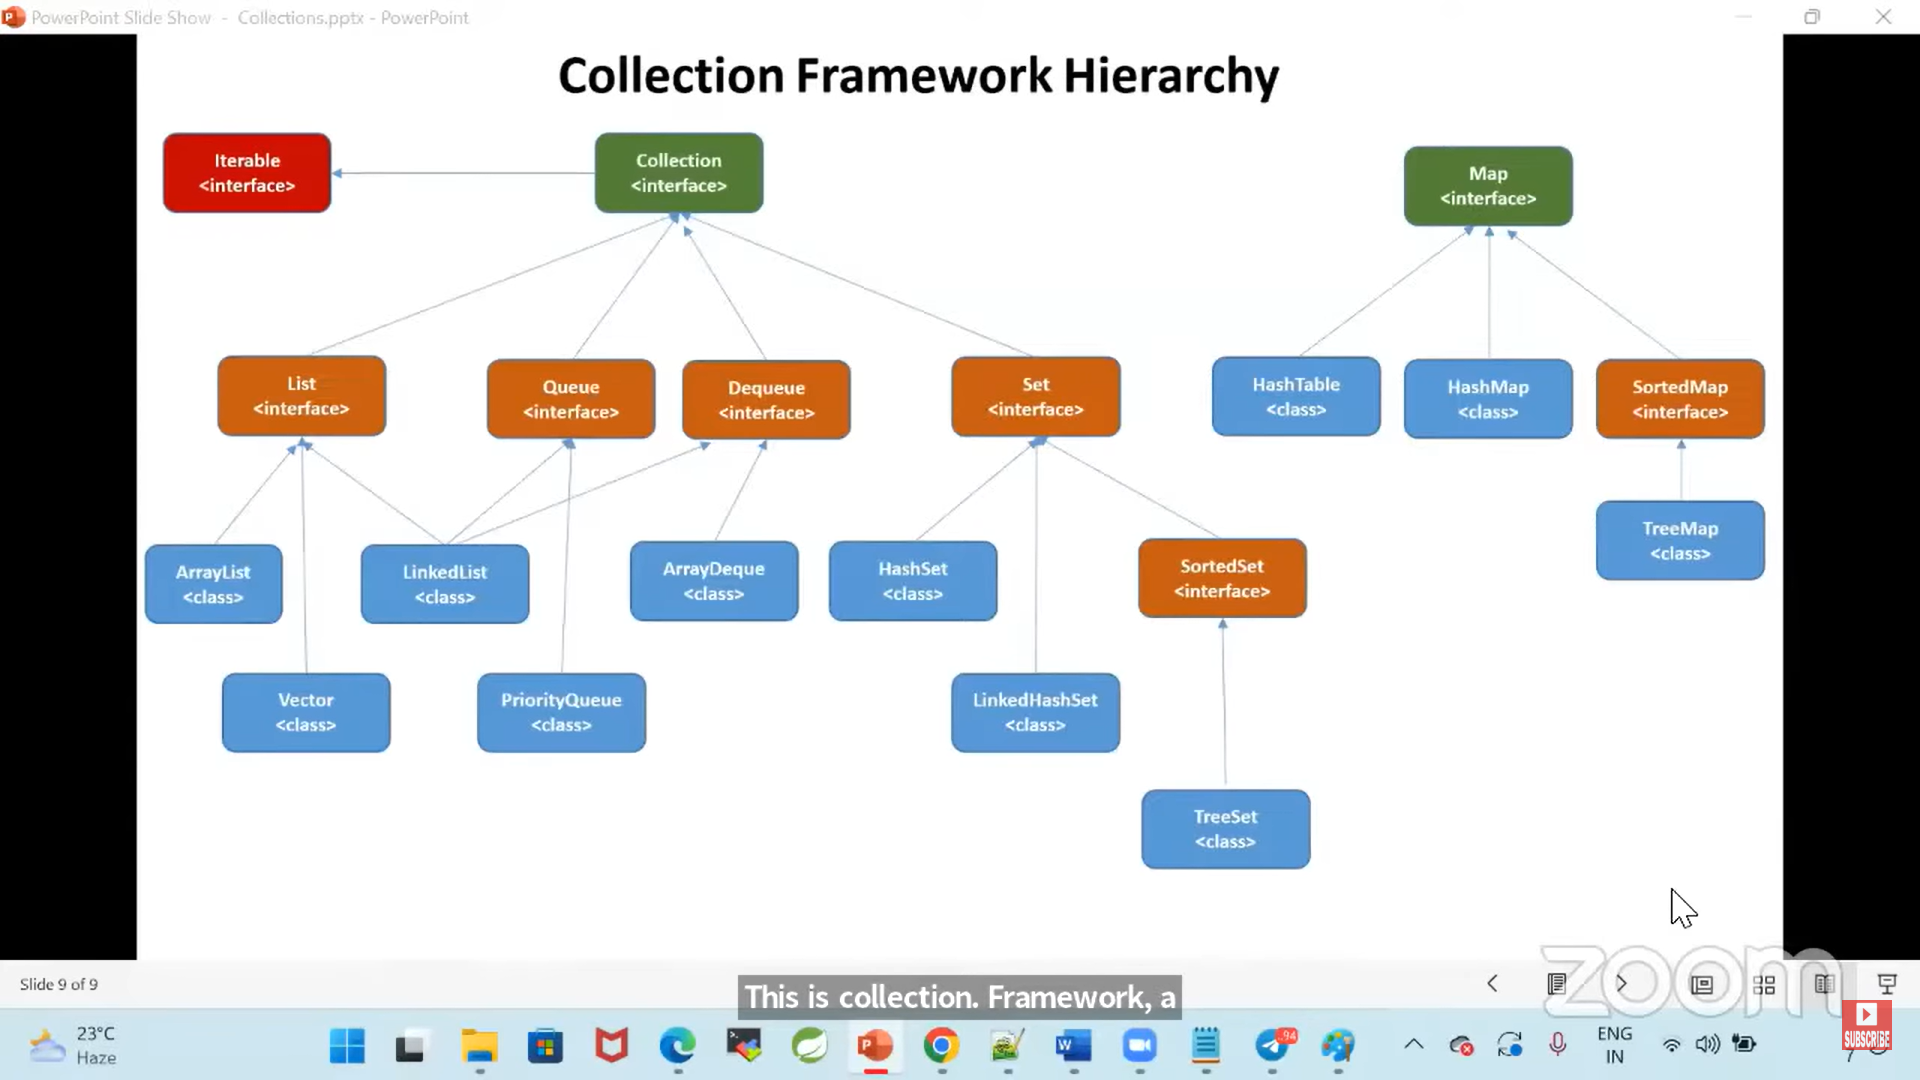 PowerPoint Slide Show - Collections.pptx - PowerPoint
Collection Framework Hierarchy
Iterable
<interface>
Collection
<interface>
Map
<interface>
List
<interface>
Queue
<interface>
Dequeue
<interface>
Set
<interface>
HashTable
<class>
HashMap
<class>
SortedMap
<interface>
TreeMap
<class>
ArrayList
<class>
LinkedList
<class>
ArrayDeque
<class>
HashSet
<class>
SortedSet
<interface>
Vector
<class>
PriorityQueue
<class>
LinkedHashSet
<class>
TreeSet
<class>
Slide 9 of 9
This is collection. Framework, a
zoom
SUBSCRIBE
23°C
Haze
94
ENG
IN